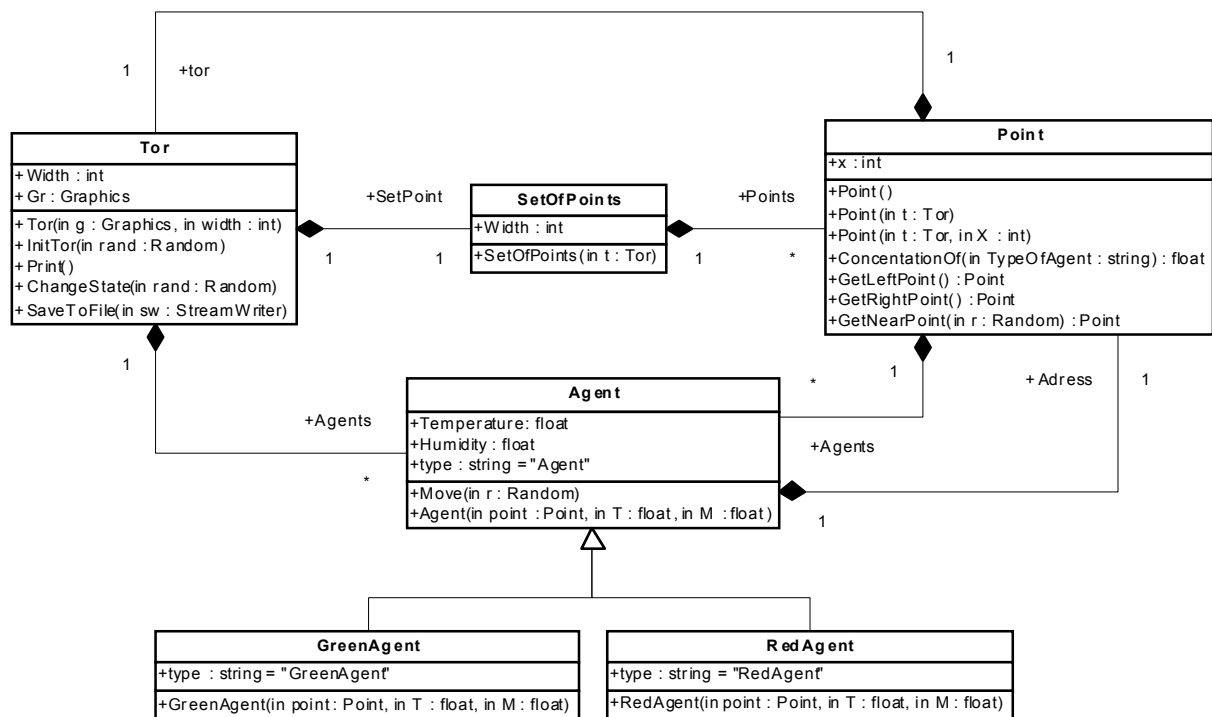 1
+tor
1
Tor
+ Width : int
+ Gr : Graphics
+ Tor(in g : Graphics, in width : int)
+ InitTor(in rand : Random)
+ Print()
+ ChangeState(in rand : Random)
+ SaveToFile(in sw : StreamWriter)
+SetPoint
1
1
SetOfPoints
+Width : int
+SetOfPoints(in t : Tor)
+Points
1
*
Point
+x : int
+Point()
+Point(in t : Tor)
+Point(in t : Tor, in X : int)
+ConcentationOf(in TypeOfAgent : string) : float
+GetLeftPoint() : Point
+GetRightPoint() : Point
+GetNearPoint(in r : Random) : Point
1
+Agents
*
Agent
+Temperature: float
+Humidity : float
+type : string = "Agent"
+Move(in r : Random)
+Agent(in point : Point, in T : float, in M : float)
*
1
+Agents
+ Adress
1
1
GreenAgent
+type : string = "GreenAgent"
+GreenAgent(in point : Point, in T : float, in M : float)
RedAgent
+type : string = "RedAgent"
+RedAgent(in point : Point, in T : float, in M : float)